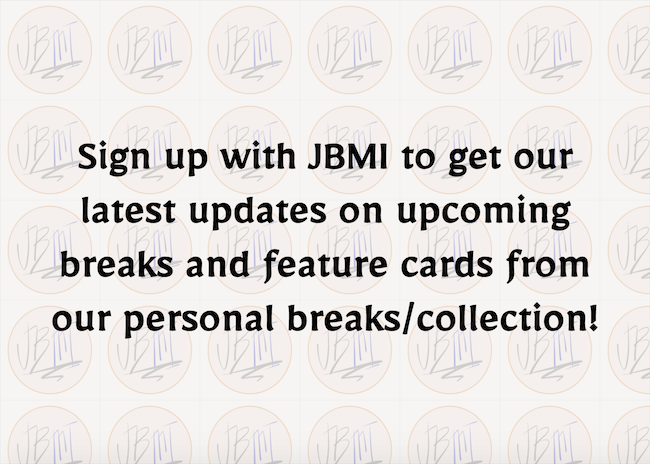 Sign up with JBMI to get our
latest updates on upcoming
breaks and feature cards from
our personal breaks/collection!